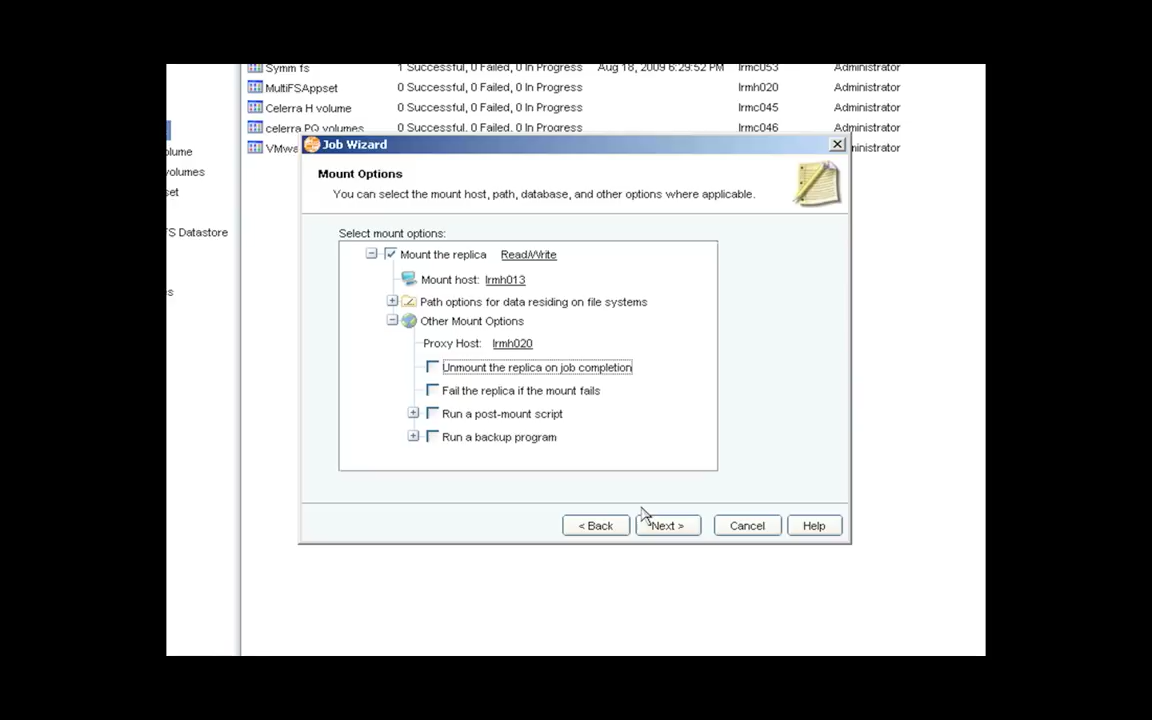 Symm fs 1 Successful, 0 Failed, 0 In Progress Aug 18, 2009 6:29:52 PM lrmc053 Administrator
MultiFSAppset 0 Successful, 0 Failed, 0 In Progress lrmh020 Administrator
Celerra H volume 0 Successful, 0 Failed, 0 In Progress lrmc045 Administrator
celerra PQ volumes 0 Successful, 0 Failed, 0 In Progress lrmc046 Administrator
VMwa ministrator
olume
volumes
set
S Datastore
s
Job Wizard
Mount Options
You can select the mount host, path, database, and other options where applicable.
Select mount options:
Mount the replica Read/Write
Mount host: lrmh013
Path options for data residing on file systems
Other Mount Options
Proxy Host: lrmh020
Unmount the replica on job completion
Fail the replica if the mount fails
Run a post-mount script
Run a backup program
< Back Next > Cancel Help